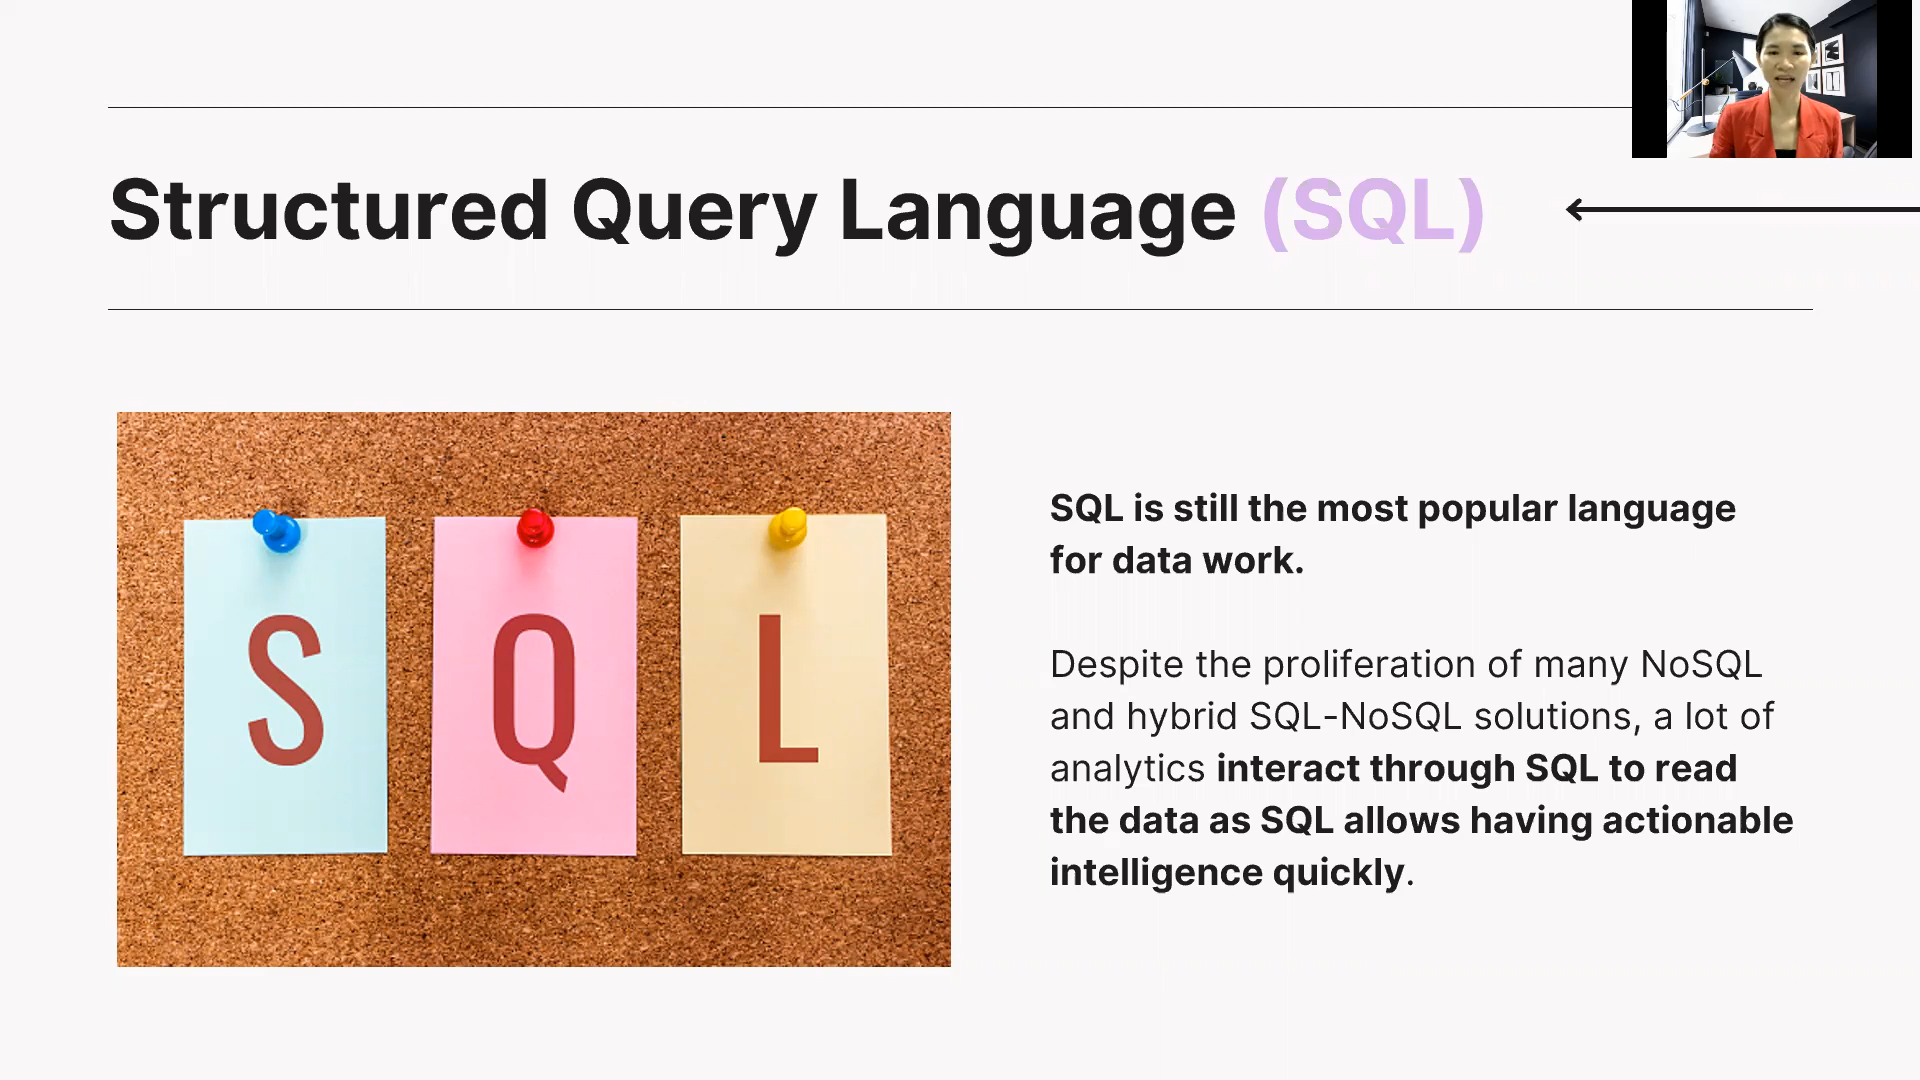 Structured Query Language (SQL)
S Q L
SQL is still the most popular language
for data work.
Despite the proliferation of many NoSQL
and hybrid SQL-NoSQL solutions, a lot of
analytics interact through SQL to read
the data as SQL allows having actionable
intelligence quickly.